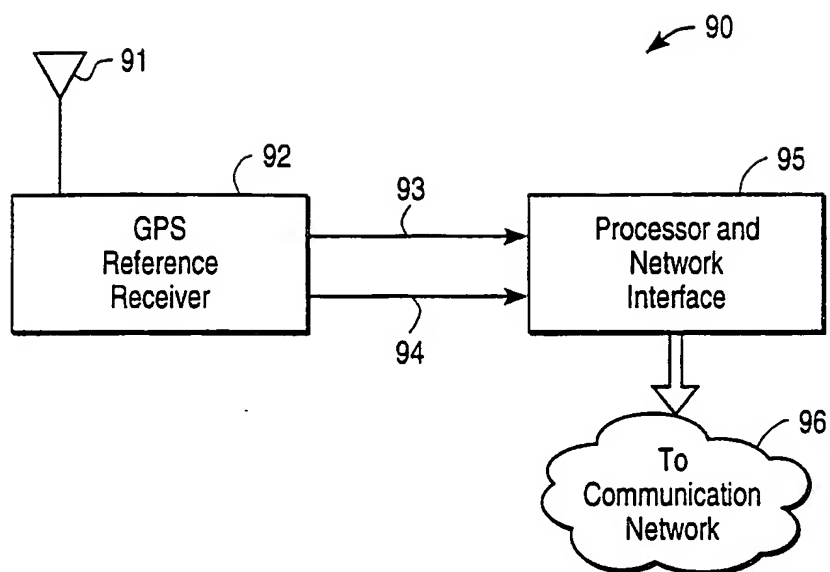 90
91
92
GPS
Reference
Receiver
93
94
95
Processor and
Network
Interface
96
To
Communication
Network